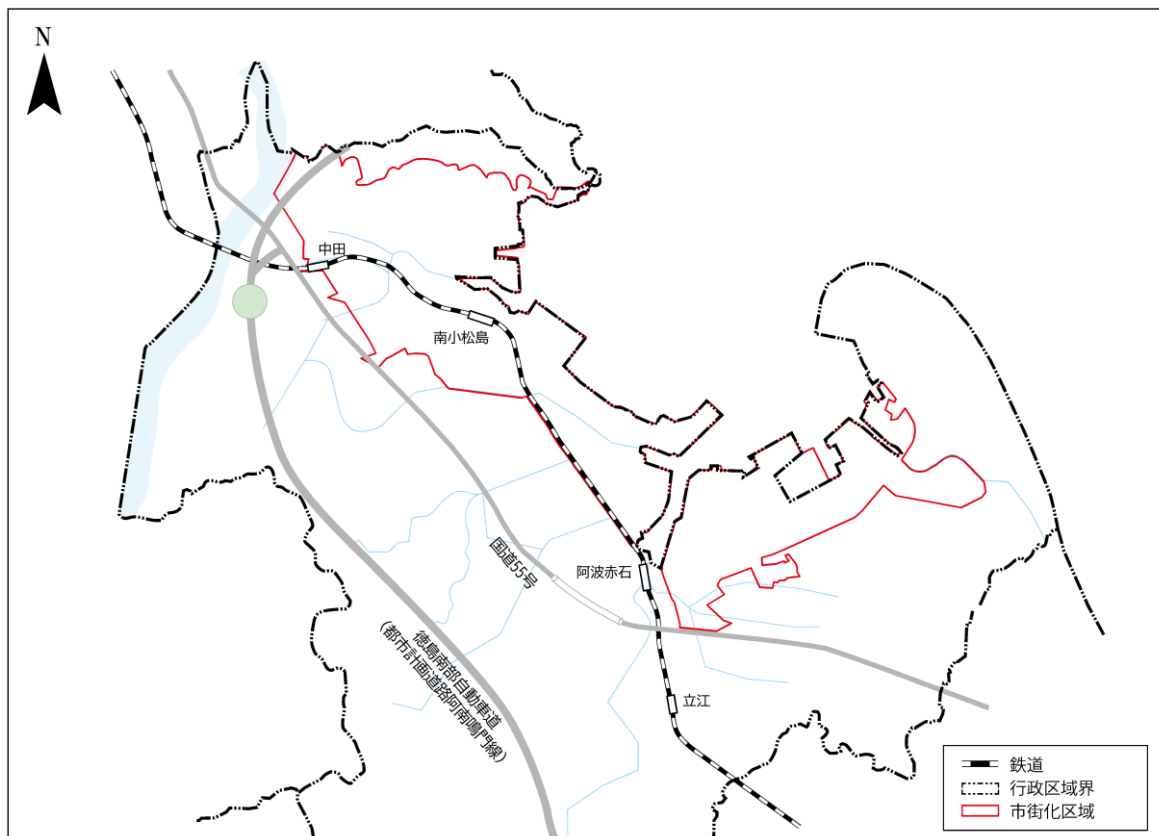 N
中田
南小松島
阿波赤石
国道55号
徳島南部自動車道
(都市計画道路阿南鳴門線)
立江
鉄道
行政区域界
市街化区域